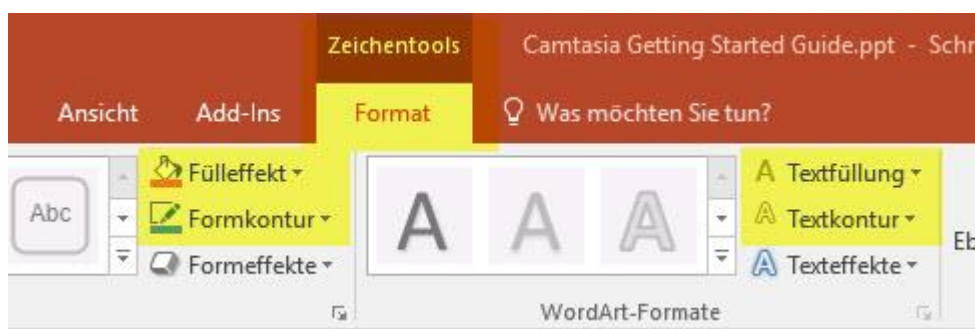 Zeichentools Camtasia Getting Started Guide.ppt - Schr
Ansicht Add-Ins Format Was möchten Sie tun?
Abc
Fülleffekt
Formkontur
Formeffekte
A A A
A Textfüllung
A Textkontur
A Texteffekte
Eb
WordArt-Formate